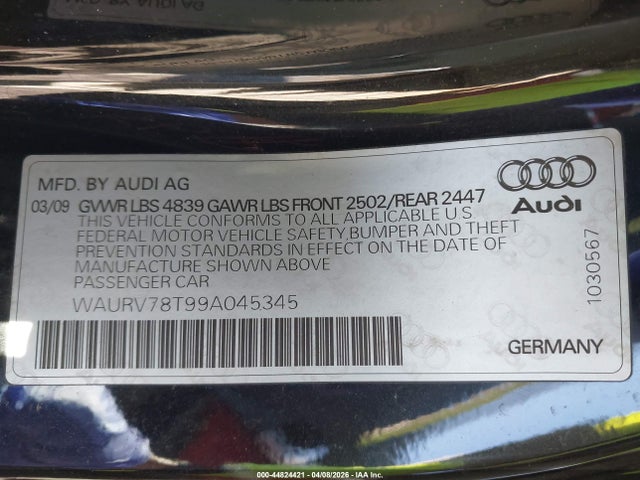 MFD. BY AUDI AG
03/09 GVWR LBS 4839 GAWR LBS FRONT 2502/REAR 2447
THIS VEHICLE CONFORMS TO ALL APPLICABLE U.S
FEDERAL MOTOR VEHICLE SAFETY, BUMPER AND THEFT
PREVENTION STANDARDS IN EFFECT ON THE DATE OF
MANUFACTURE SHOWN ABOVE
PASSENGER CAR
WAURV78T99A045345
Audi
1030567
GERMANY
000-44824421 - 04/08/2026 - IAA